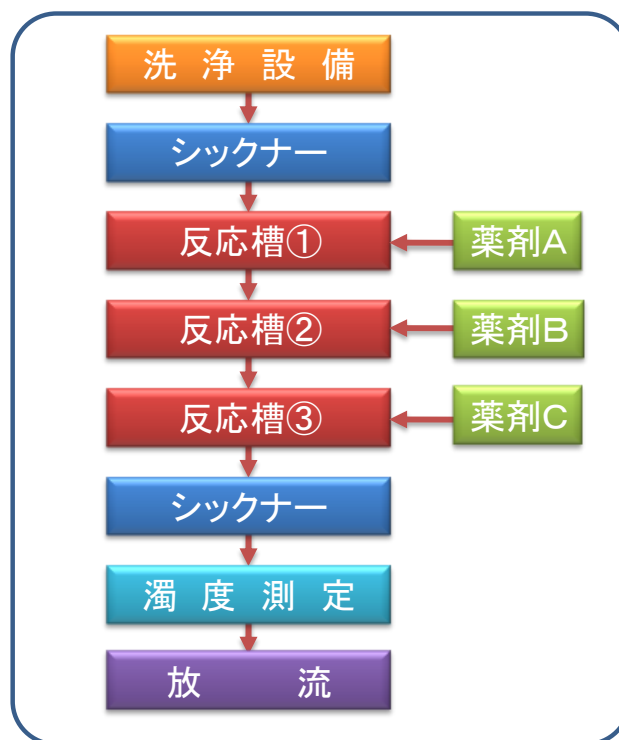 洗浄設備
シックナー
反応槽①
薬剤A
反応槽②
薬剤B
反応槽③
薬剤C
シックナー
濁度測定
放流